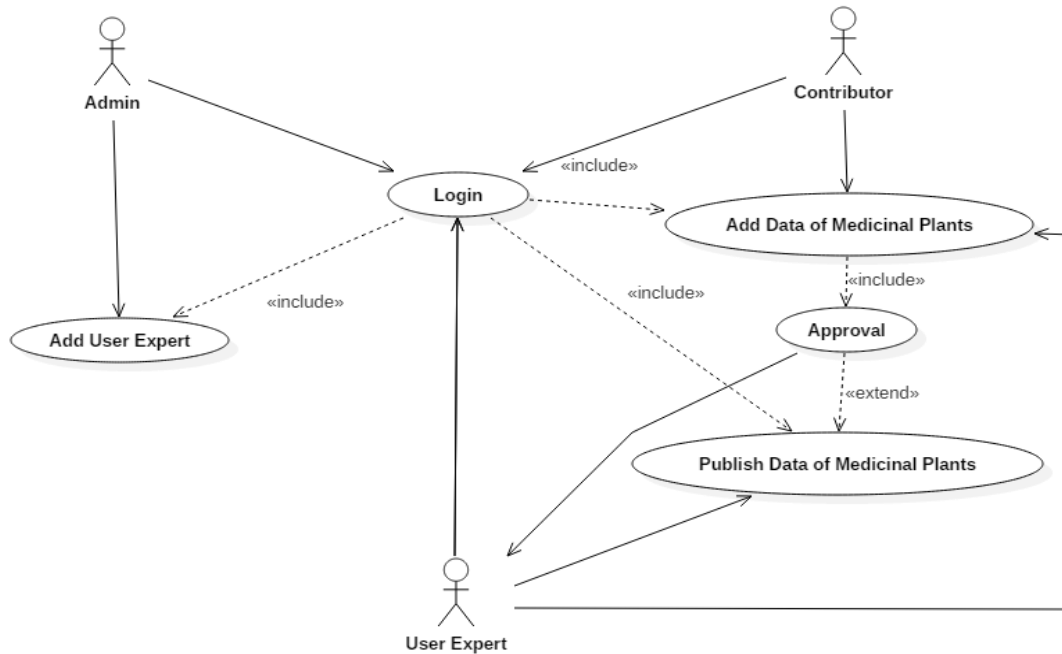 Admin
Contributor
«include»
Login
Add Data of Medicinal Plants
«include»
«include»
«include»
Add User Expert
Approval
«extend»
Publish Data of Medicinal Plants
User Expert